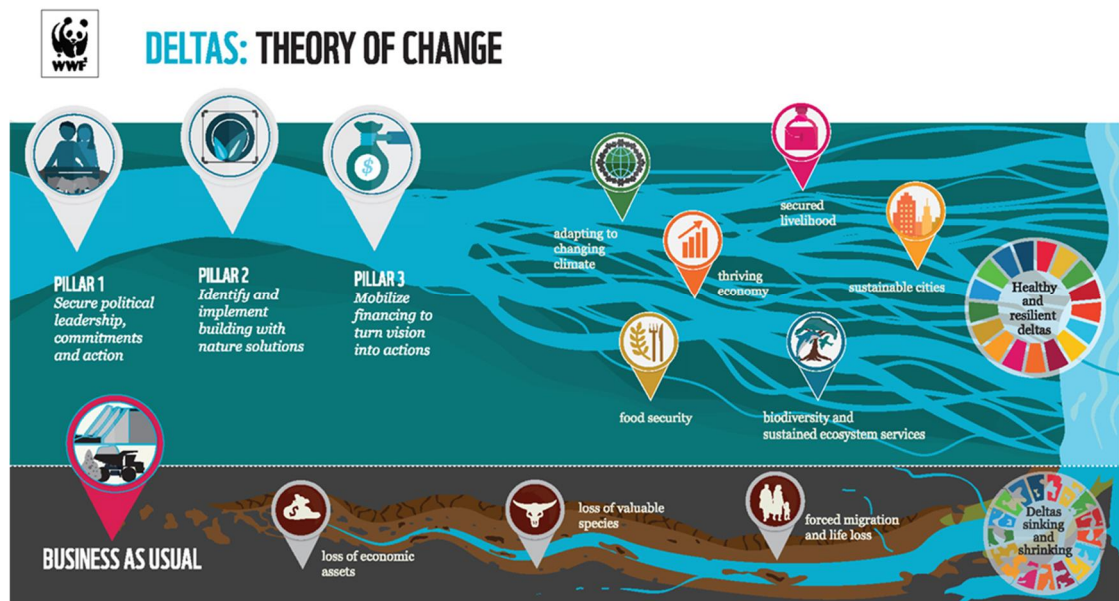 WWF
DELTAS: THEORY OF CHANGE
PILLAR 1
Secure political
leadership,
commitments
and action
PILLAR 2
Identify and
implement
building with
nature solutions
PILLAR 3
Mobilize
financing to
turn vision
into actions
$
adapting to
changing
climate
thriving
economy
secured
livelihood
sustainable cities
food security
biodiversity and
sustained ecosystem services
Healthy
and
resilient
deltas
BUSINESS AS USUAL
loss of economic
assets
loss of valuable
species
forced migration
and life loss
Deltas
sinking
and
shrinking